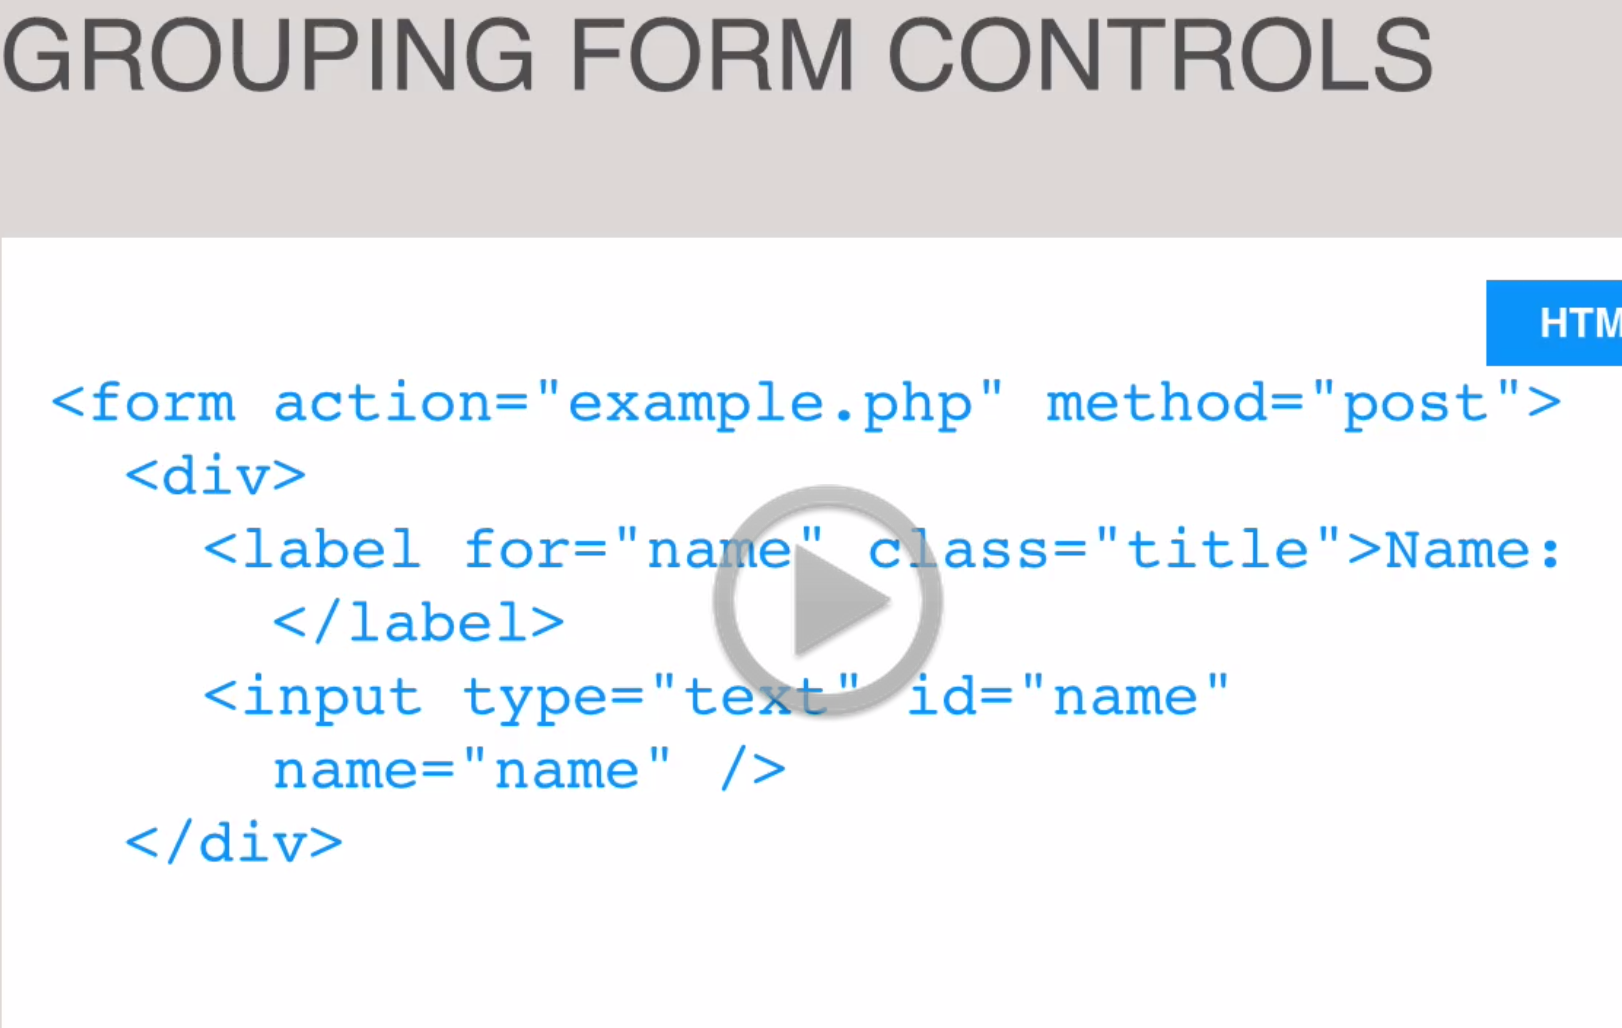 GROUPING FORM CONTROLS
HTM
<form action="example.php" method="post">
<div>
<label for="name" class="title">Name:
</label>
<input type="text" id="name"
name="name" />
</div>